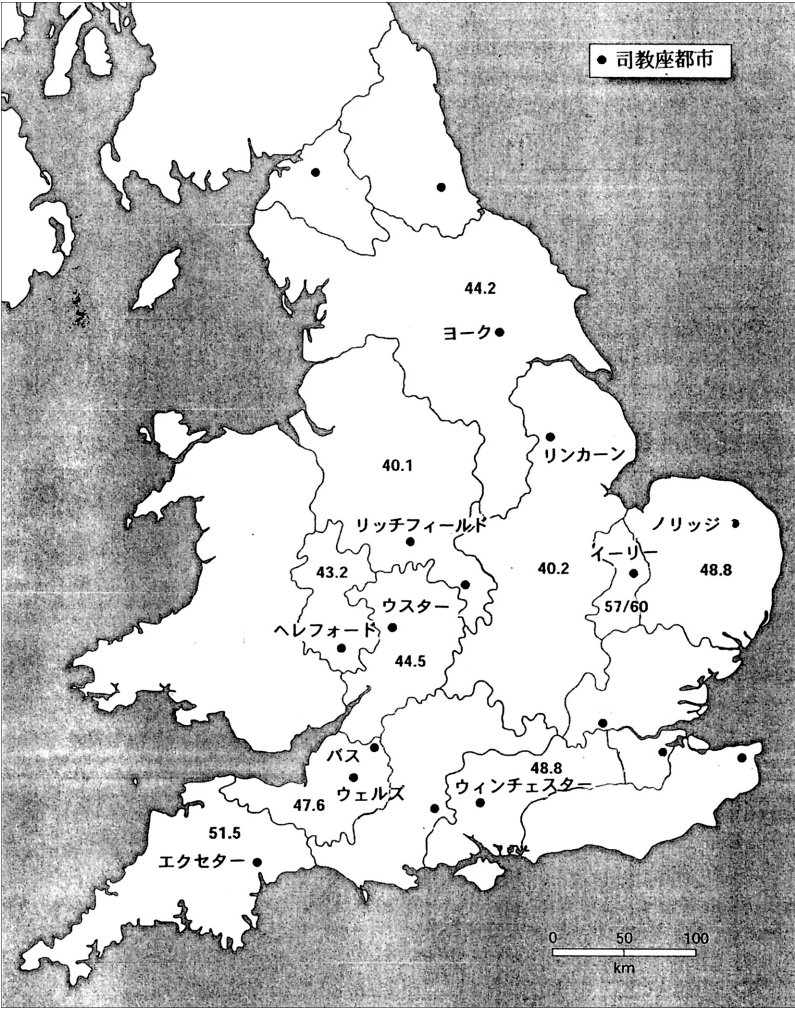 ● 司教座都市
44.2
ヨーク
リンカーン
40.1
リッチフィールド
ノリッジ
イーリー
43.2
40.2
48.8
ウスター
57/60
ヘレフォード
44.5
バス
48.8
ウェルズ
ウィンチェスター
47.6
51.5
エクセター
0 50 100
km